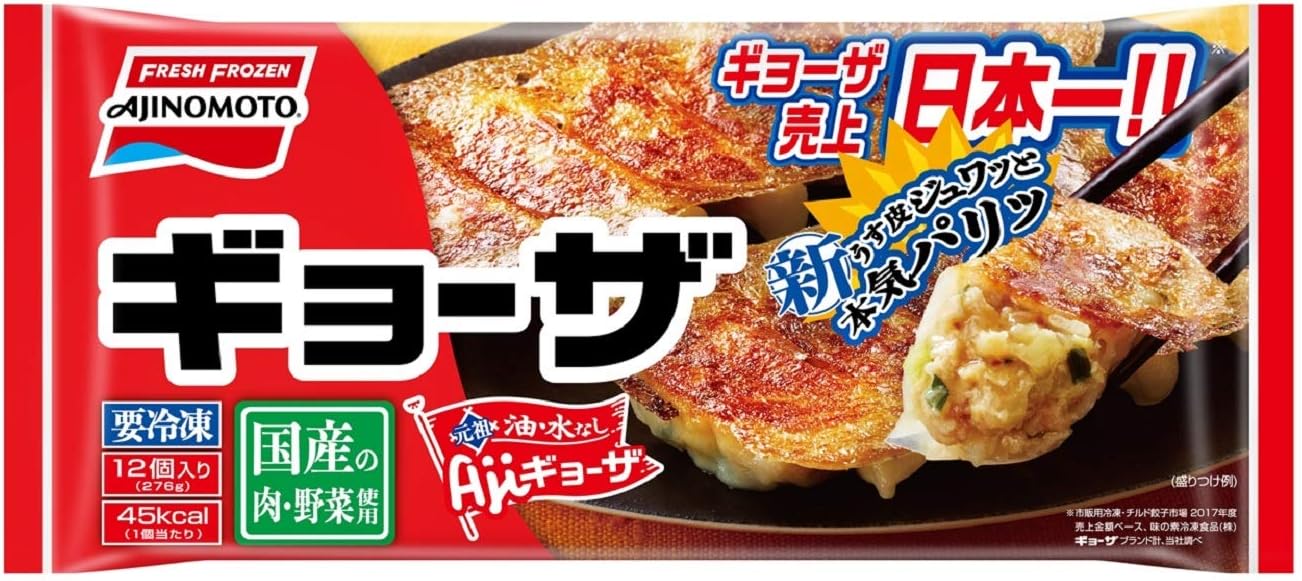 FRESH FROZEN
AJINOMOTO®
ギョーザ
売上
日本一!!
※
新
うす皮ジュワッと
本気パリッ
ギョーザ
要冷凍
12個入り
(276g)
45kcal
(1個当たり)
国産の
肉・野菜使用
元祖 油・水なし
Ajiギョーザ
(盛りつけ例)
※市販用冷凍・チルド餃子市場 2017年度
売上金額ベース、味の素冷凍食品(株)
ギョーザブランド計、当社調べ